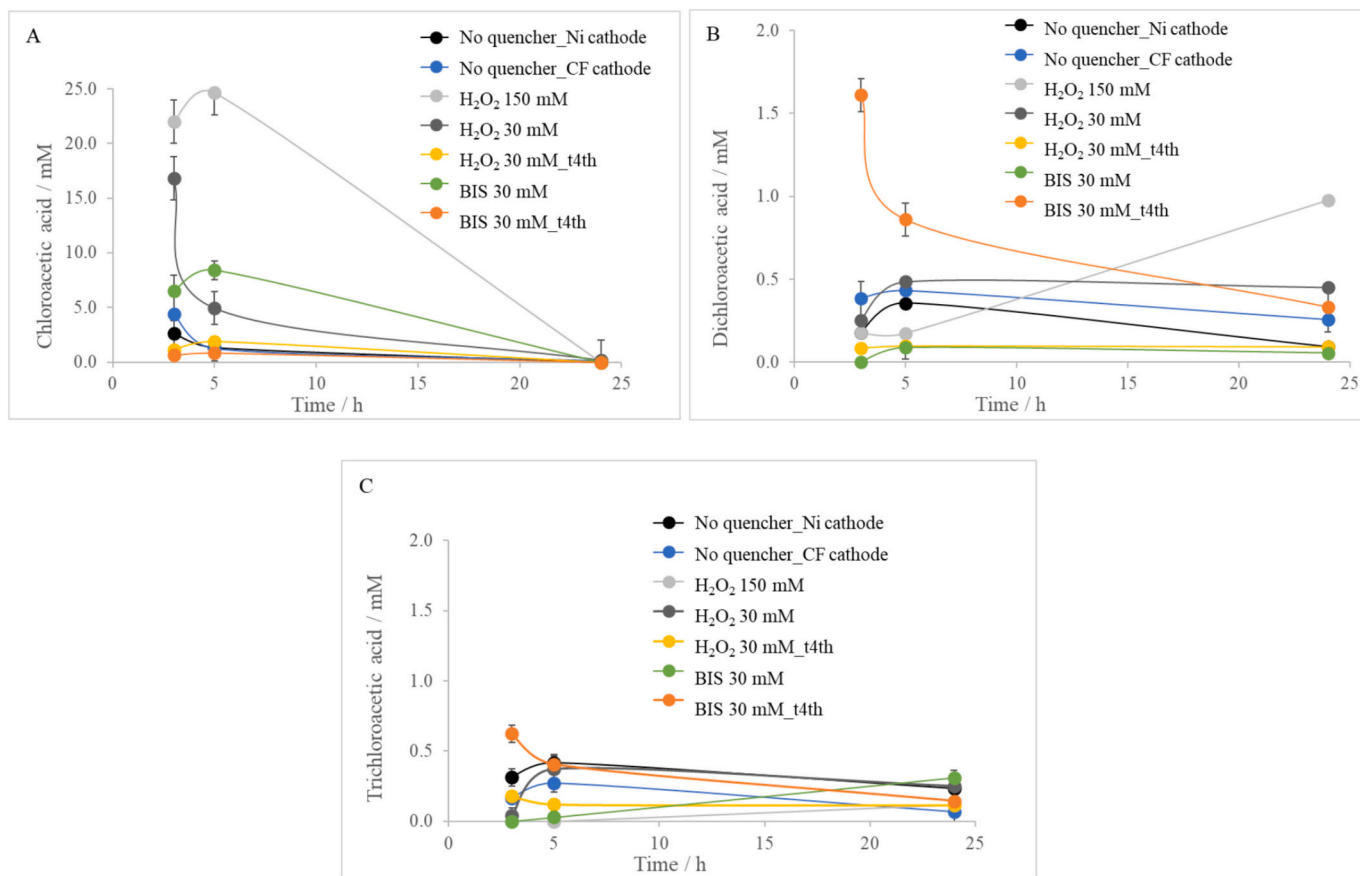 A
No quencher_Ni cathode
No quencher_CF cathode
H₂O₂ 150 mM
H₂O₂ 30 mM
H₂O₂ 30 mM_t4th
BIS 30 mM
BIS 30 mM_t4th
Chloroacetic acid / mM
25.0
20.0
15.0
10.0
5.0
0.0
0 5 10 15 20 25
Time / h
B
No quencher_Ni cathode
No quencher_CF cathode
H₂O₂ 150 mM
H₂O₂ 30 mM
H₂O₂ 30 mM_t4th
BIS 30 mM
BIS 30 mM_t4th
Dichloroacetic acid / mM
2.0
1.5
1.0
0.5
0.0
0 5 10 15 20 25
Time / h
C
No quencher_Ni cathode
No quencher_CF cathode
H₂O₂ 150 mM
H₂O₂ 30 mM
H₂O₂ 30 mM_t4th
BIS 30 mM
BIS 30 mM_t4th
Trichloroacetic acid / mM
2.0
1.5
1.0
0.5
0.0
0 5 10 15 20 25
Time / h